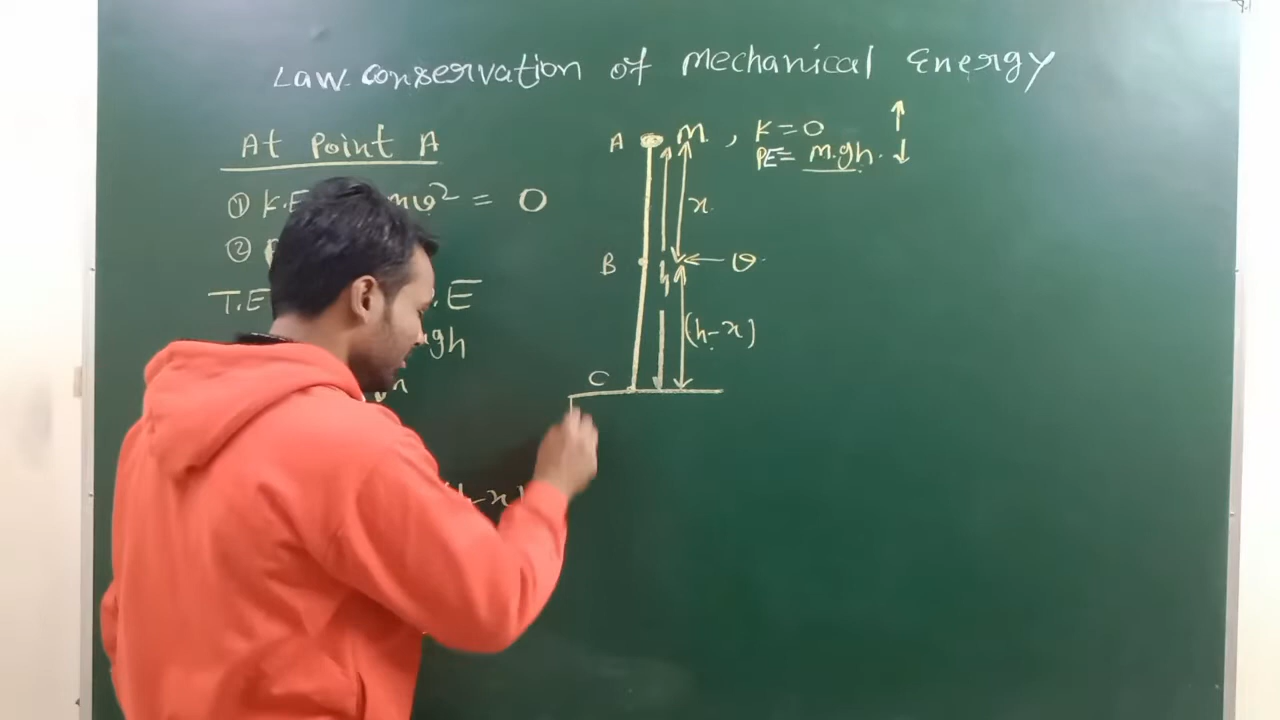 Law conservation of Mechanical Energy
At Point A
① K.E mv² = 0
②
T.E .E
gh
(h-x)
A M , K = 0
PE = M.gh.
x
B v
h
(h-x)
C